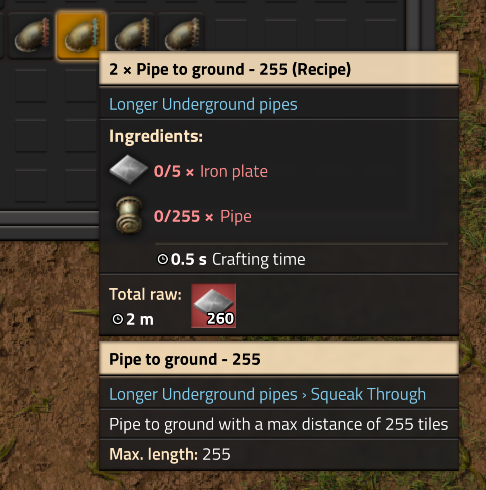 2 × Pipe to ground - 255 (Recipe)
Longer Underground pipes
Ingredients:
0/5 × Iron plate
0/255 × Pipe
0.5 s Crafting time
Total raw:
2 m
260
Pipe to ground - 255
Longer Underground pipes › Squeak Through
Pipe to ground with a max distance of 255 tiles
Max. length: 255